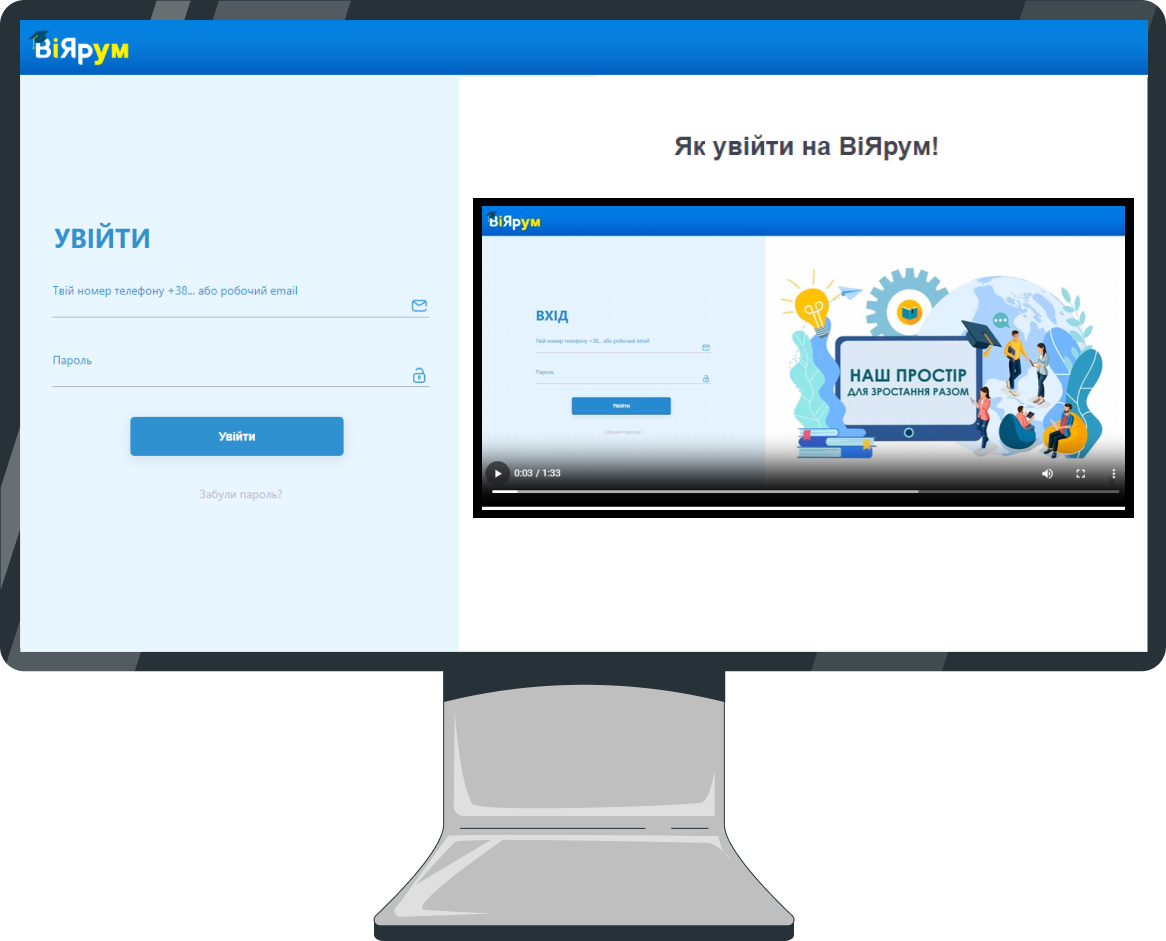 ВіЯрум
УВІЙТИ
Твій номер телефону +38... або робочий email
Пароль
Увійти
Забули пароль?
Як увійти на ВіЯрум!
ВіЯрум
ВХІД
Твій номер телефону +38... або робочий email
Пароль
Увійти
Забули пароль?
НАШ ПРОСТІР
ДЛЯ ЗРОСТАННЯ РАЗОМ
0:03 / 1:33